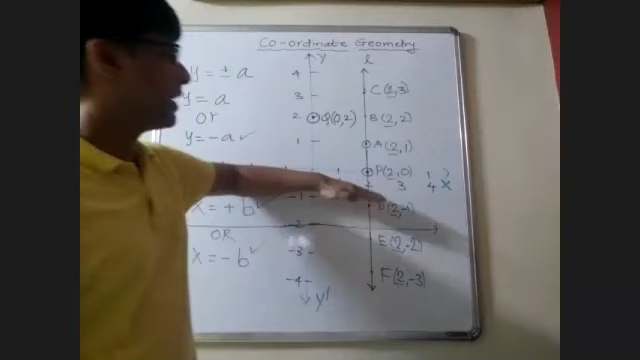 Co-ordinate Geometry
y = ± a
y = a
or
y = -a ✓
x = + b
OR
x = - b ✓
y
4
3
2 Q(0,2)
1
-1
-3
-4
y'
l
C(2,3)
B(2,2)
A(2,1)
P(2,0)
1 2 3 4 X
D(2,-1)
E(2,-2)
F(2,-3)